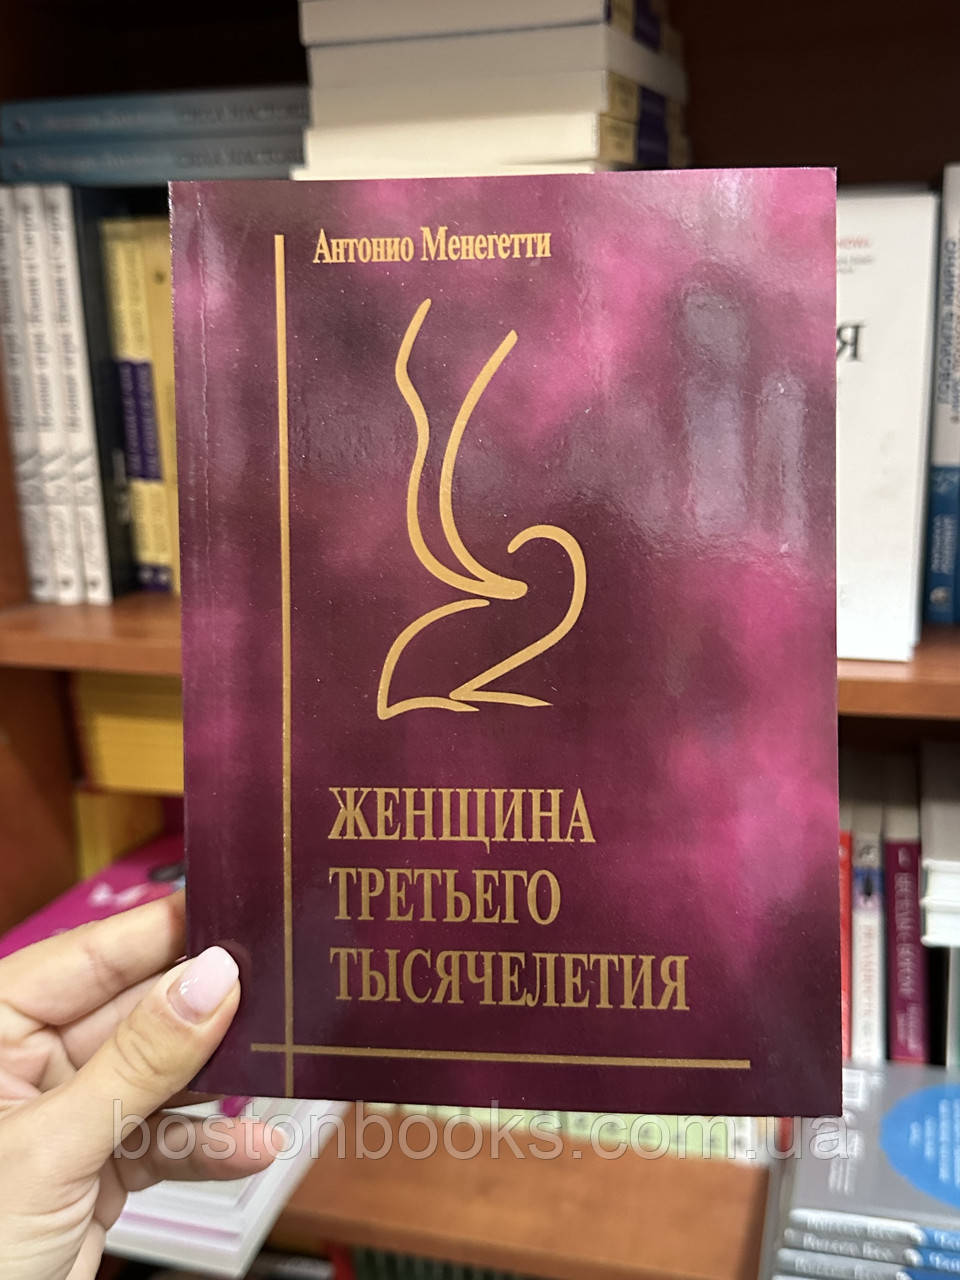 Антонио Менегетти
ЖЕНЩИНА
ТРЕТЬЕГО
ТЫСЯЧЕЛЕТИЯ
bostonbooks.com.ua